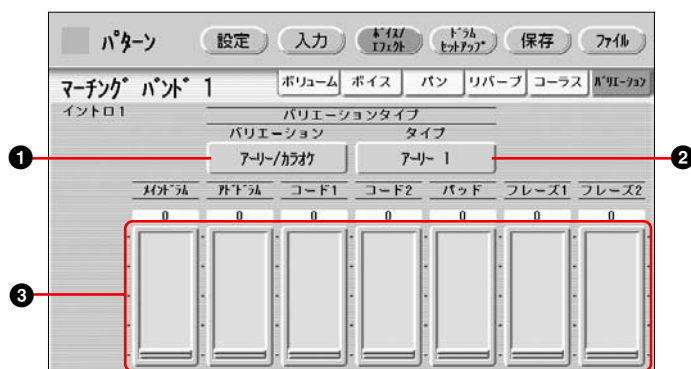 パターン 設定 入力 ボイス/エフェクト ドラムセットアップ 保存 ファイル
マーチング バンド 1 ボリューム ボイス パン リバーブ コーラス バリエーション
イントロ1 バリエーションタイプ
バリエーション タイプ
❶ アーリー/カラオケ アーリー 1 ❷
メインドラム アドドラム コード1 コード2 パッド フレーズ1 フレーズ2
0 0 0 0 0 0 0
❸